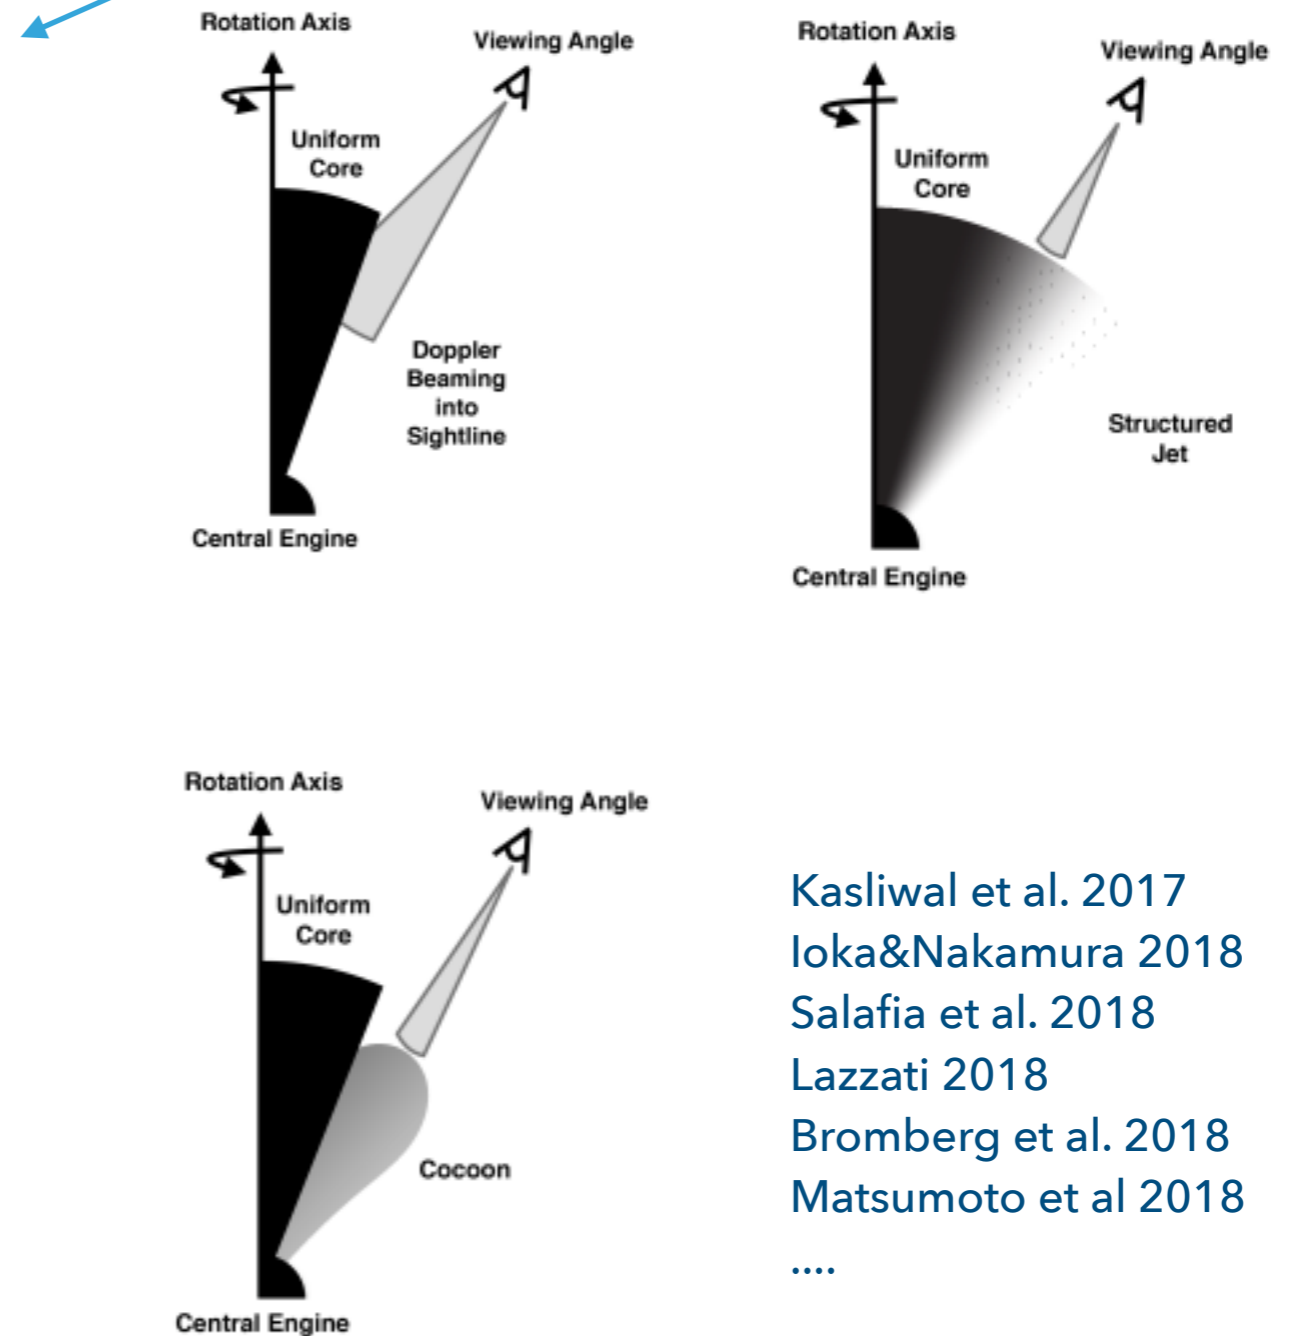 Rotation Axis
Viewing Angle
Uniform
Core
Doppler
Beaming
into
Sightline
Central Engine
Rotation Axis
Viewing Angle
Uniform
Core
Structured
Jet
Central Engine
Rotation Axis
Viewing Angle
Uniform
Core
Cocoon
Central Engine
Kasliwal et al. 2017
Ioka&Nakamura 2018
Salafia et al. 2018
Lazzati 2018
Bromberg et al. 2018
Matsumoto et al 2018
....